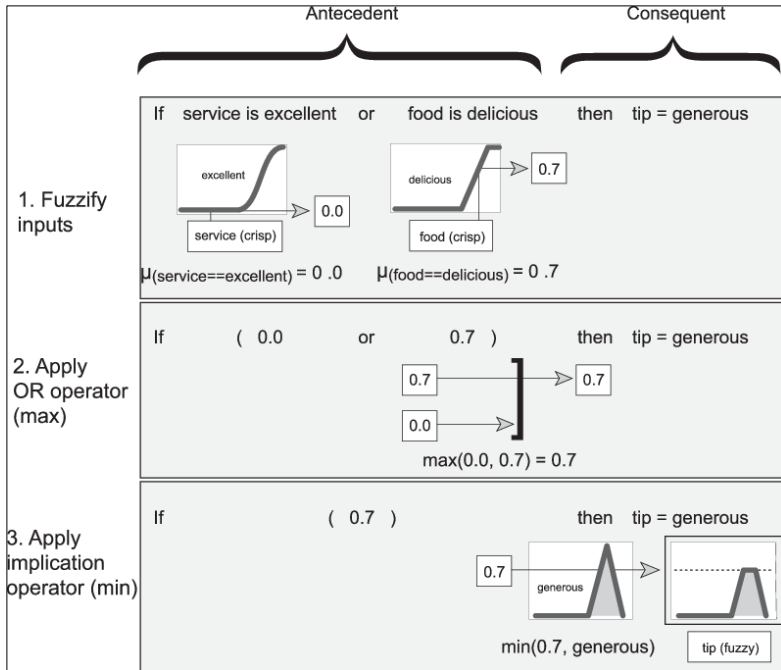 Antecedent Consequent
If service is excellent or food is delicious then tip = generous
excellent
delicious
0.7
0.0
1. Fuzzify
inputs
service (crisp)
food (crisp)
μ(service==excellent) = 0 .0 μ(food==delicious) = 0 .7
If ( 0.0 or 0.7 ) then tip = generous
2. Apply
OR operator
(max)
0.7 0.7
0.0
max(0.0, 0.7) = 0.7
If ( 0.7 ) then tip = generous
3. Apply
implication
operator (min)
0.7
generous
min(0.7, generous)
tip (fuzzy)